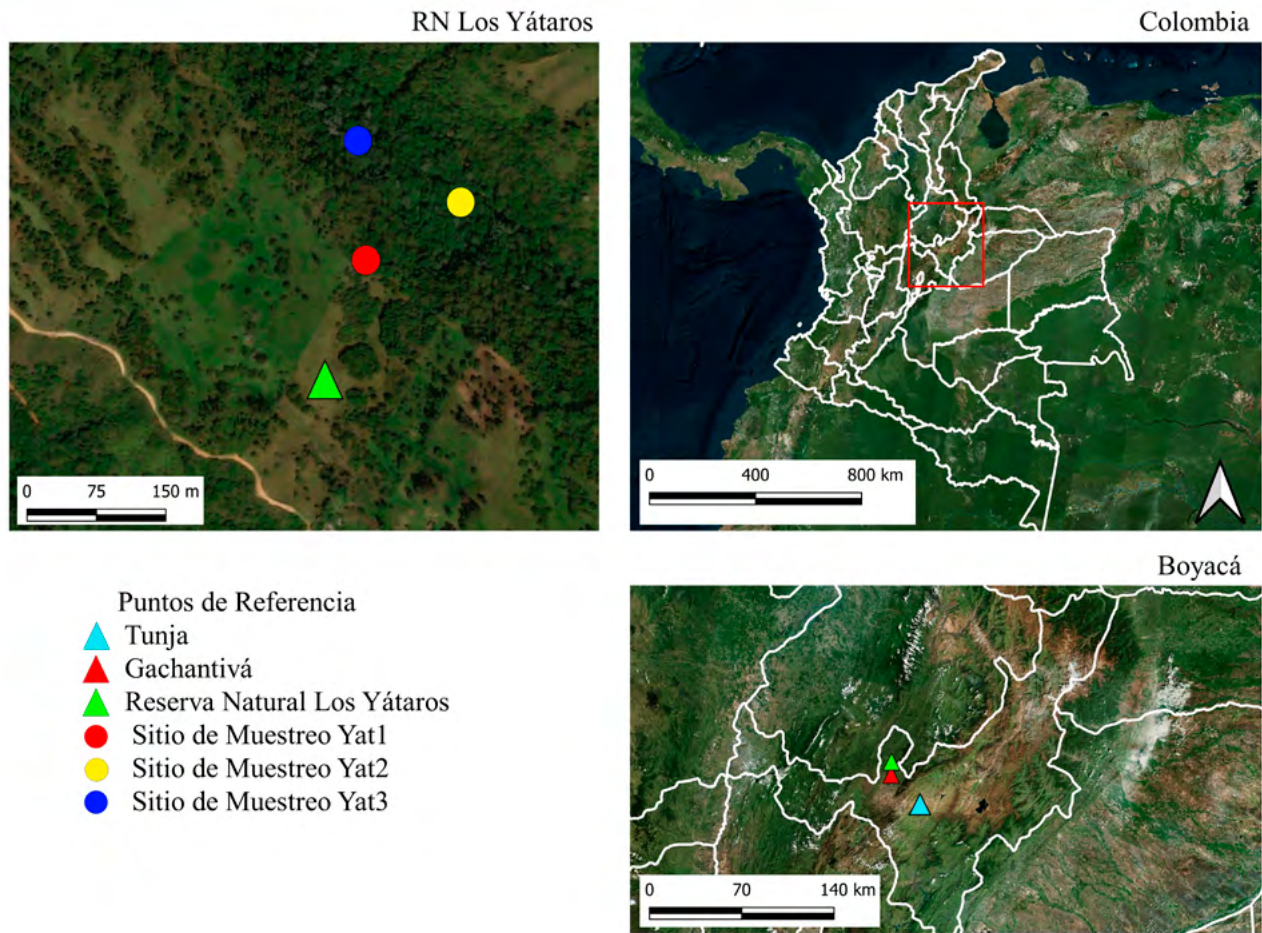 RN Los Yátaros
Colombia
0 75 150 m
0 400 800 km
Boyacá
Puntos de Referencia
Tunja
Gachantivá
Reserva Natural Los Yátaros
Sitio de Muestreo Yat1
Sitio de Muestreo Yat2
Sitio de Muestreo Yat3
0 70 140 km